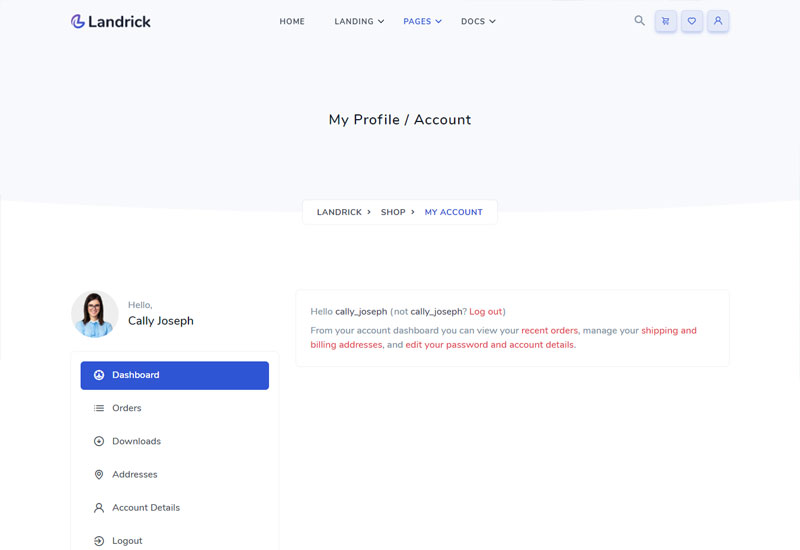 Landrick
HOME
LANDING
PAGES
DOCS
My Profile / Account
LANDRICK
SHOP
MY ACCOUNT
Hello,
Cally Joseph
Dashboard
Orders
Downloads
Addresses
Account Details
Logout
Hello cally_joseph (not cally_joseph? Log out)
From your account dashboard you can view your recent orders, manage your shipping and
billing addresses, and edit your password and account details.